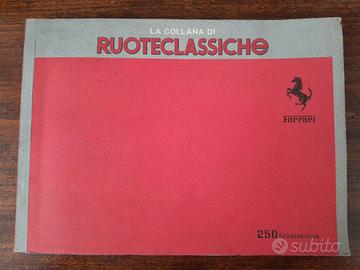 LA COLLANA DI
RUOTECLASSICHE
Ferrari
250 Granturismo
subito